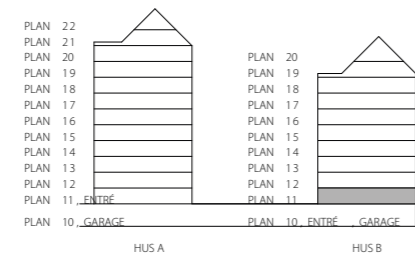 PLAN 22
PLAN 21
PLAN 20
PLAN 19
PLAN 18
PLAN 17
PLAN 16
PLAN 15
PLAN 14
PLAN 13
PLAN 12
PLAN 11, ENTRÉ
PLAN 10, GARAGE
HUS A
PLAN 20
PLAN 19
PLAN 18
PLAN 17
PLAN 16
PLAN 15
PLAN 14
PLAN 13
PLAN 12
PLAN 11
PLAN 10, ENTRÉ , GARAGE
HUS B